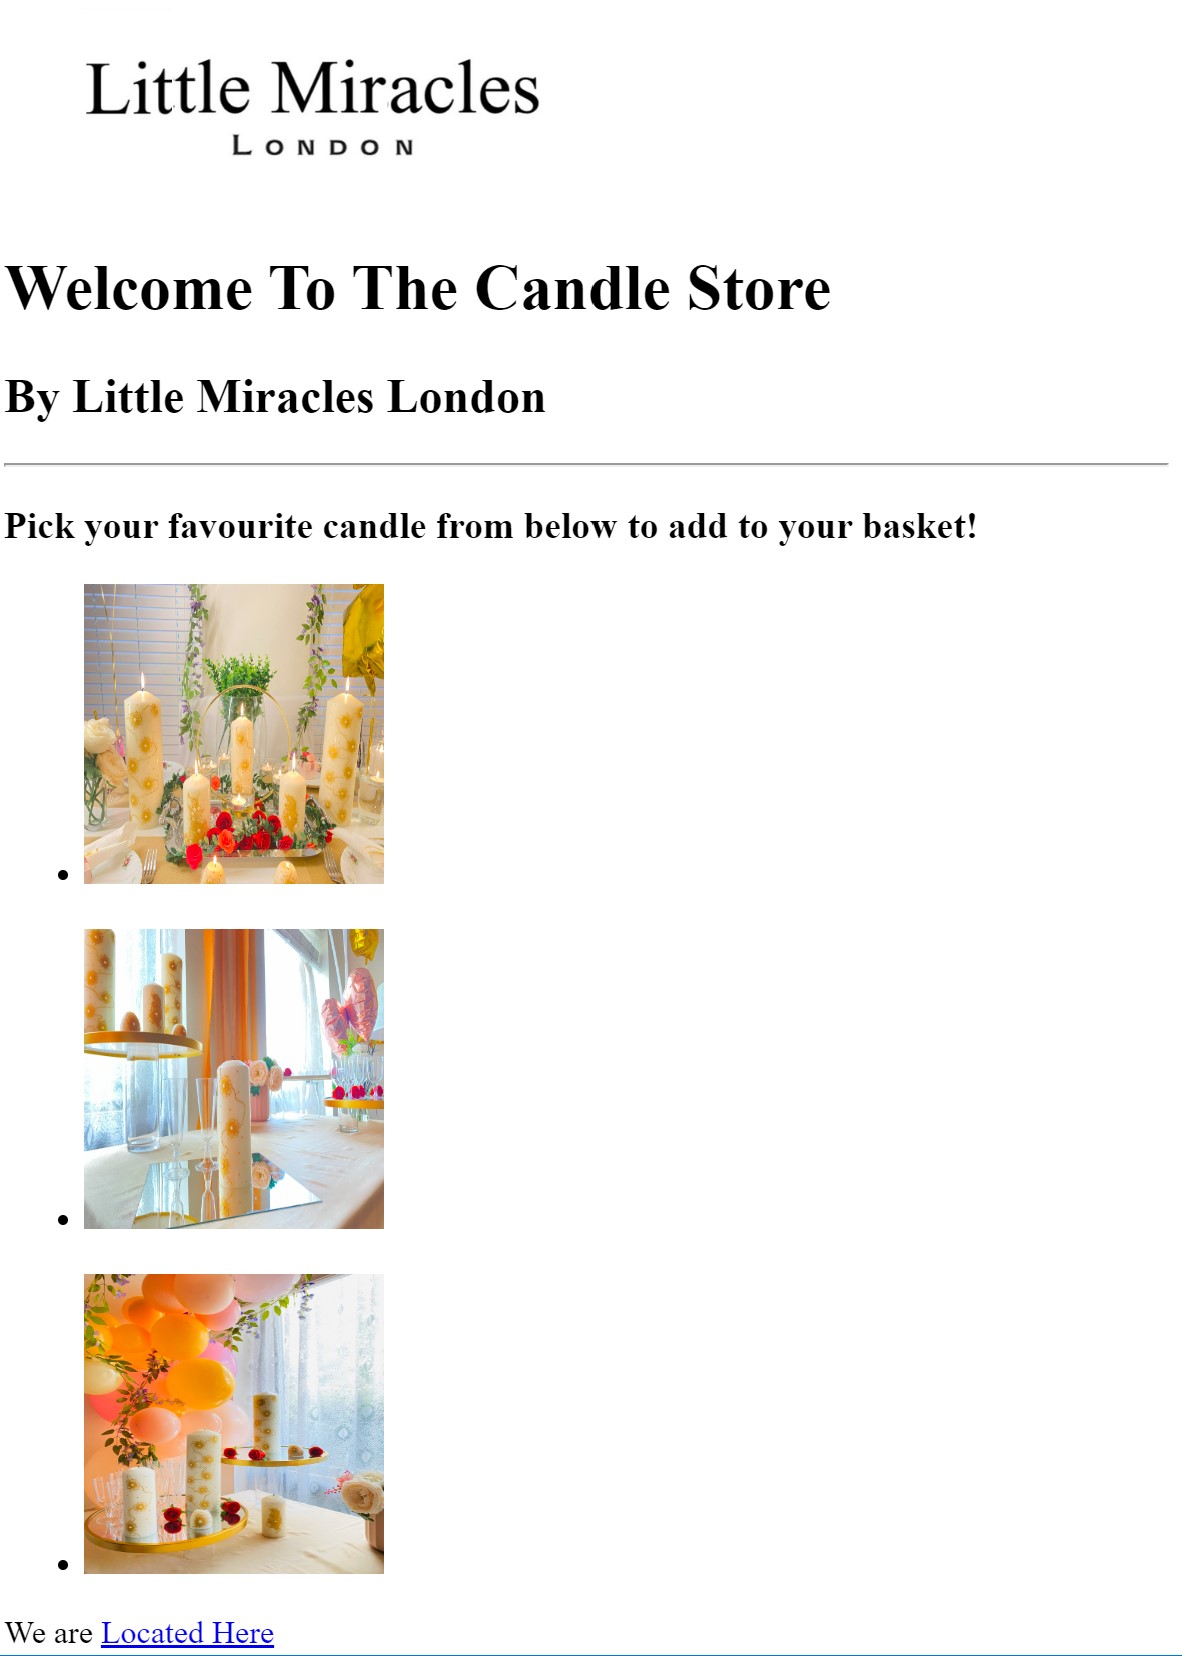 Little Miracles
LONDON
Welcome To The Candle Store
By Little Miracles London
Pick your favourite candle from below to add to your basket!
We are Located Here